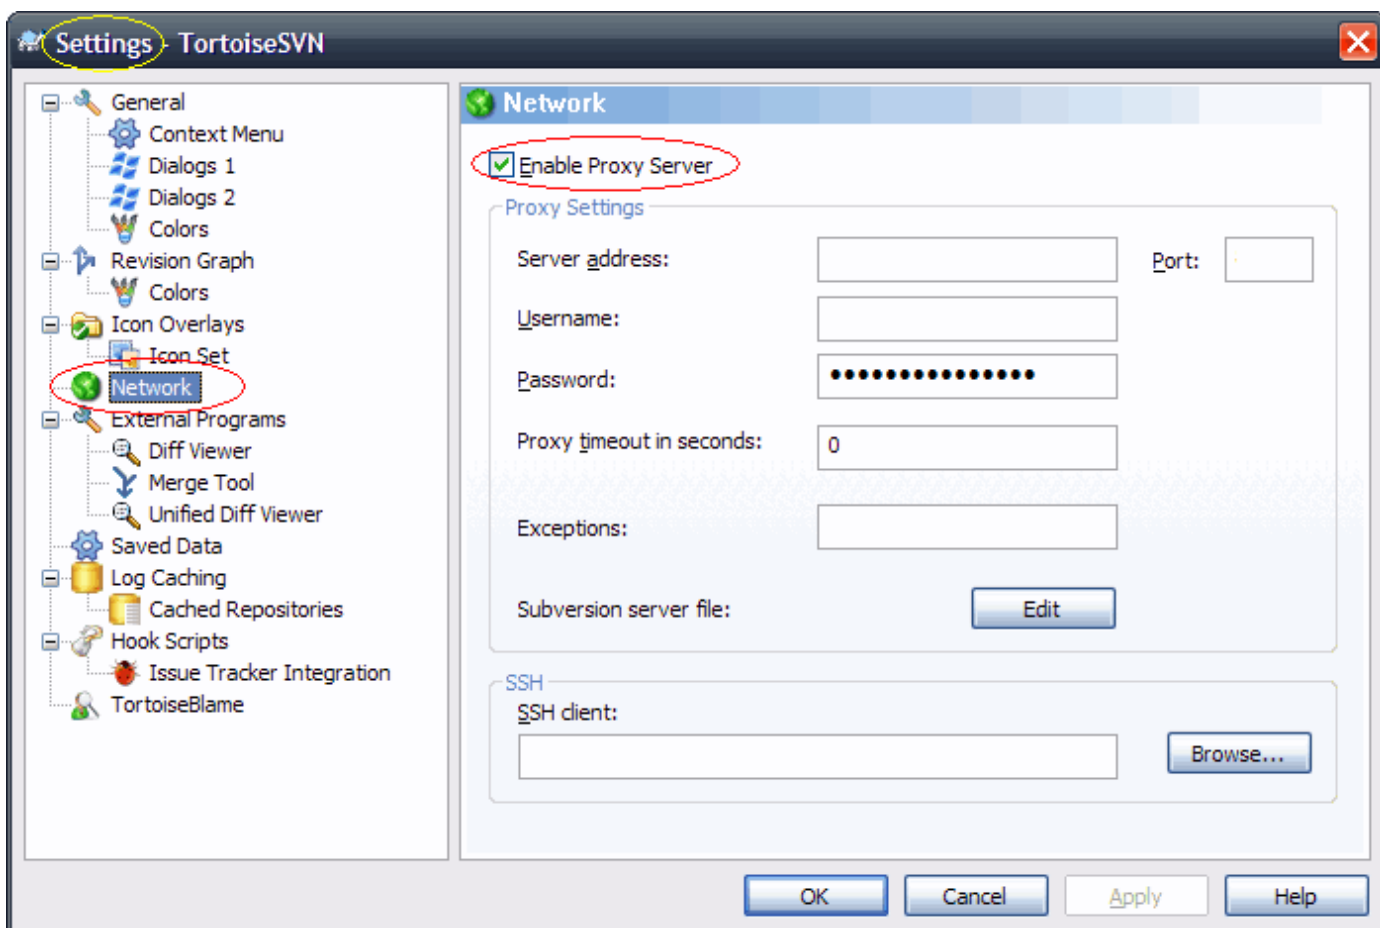 Settings - TortoiseSVN
General
Context Menu
Dialogs 1
Dialogs 2
Colors
Revision Graph
Colors
Icon Overlays
Icon Set
Network
External Programs
Diff Viewer
Merge Tool
Unified Diff Viewer
Saved Data
Log Caching
Cached Repositories
Hook Scripts
Issue Tracker Integration
TortoiseBlame
Network
Enable Proxy Server
Proxy Settings
Server address:
Port:
Username:
Password: •••••••••••••••
Proxy timeout in seconds: 0
Exceptions:
Subversion server file: Edit
SSH
SSH client:
Browse...
OK Cancel Apply Help